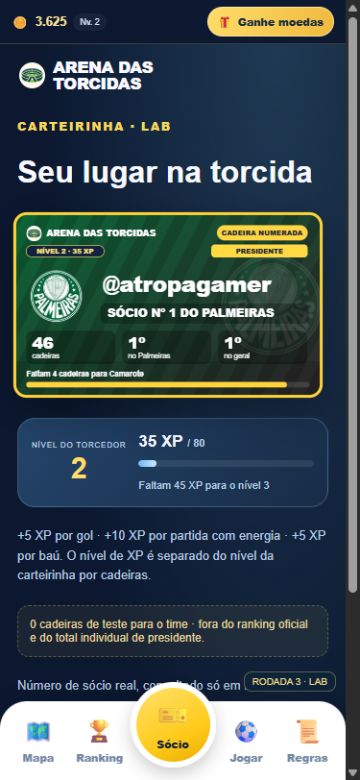 3.625 Nv. 2 Ganhe moedas
ARENA DAS
TORCIDAS
CARTEIRINHA · LAB
Seu lugar na torcida
ARENA DAS TORCIDAS CADEIRA NUMERADA
NÍVEL 2 · 35 XP PRESIDENTE
@atropagamer
PALMEIRAS SÓCIO Nº 1 DO PALMEIRAS
46 1º 1º
cadeiras no Palmeiras no geral
Faltam 4 cadeiras para Camarote
NÍVEL DO TORCEDOR 35 XP / 80
2
Faltam 45 XP para o nível 3
+5 XP por gol · +10 XP por partida com energia · +5 XP
por baú. O nível de XP é separado do nível da
carteirinha por cadeiras.
0 cadeiras de teste para o time · fora do ranking oficial
e do total individual de presidente.
Número de sócio real, só em
RODADA 3 · LAB
Mapa Ranking Sócio Jogar Regras